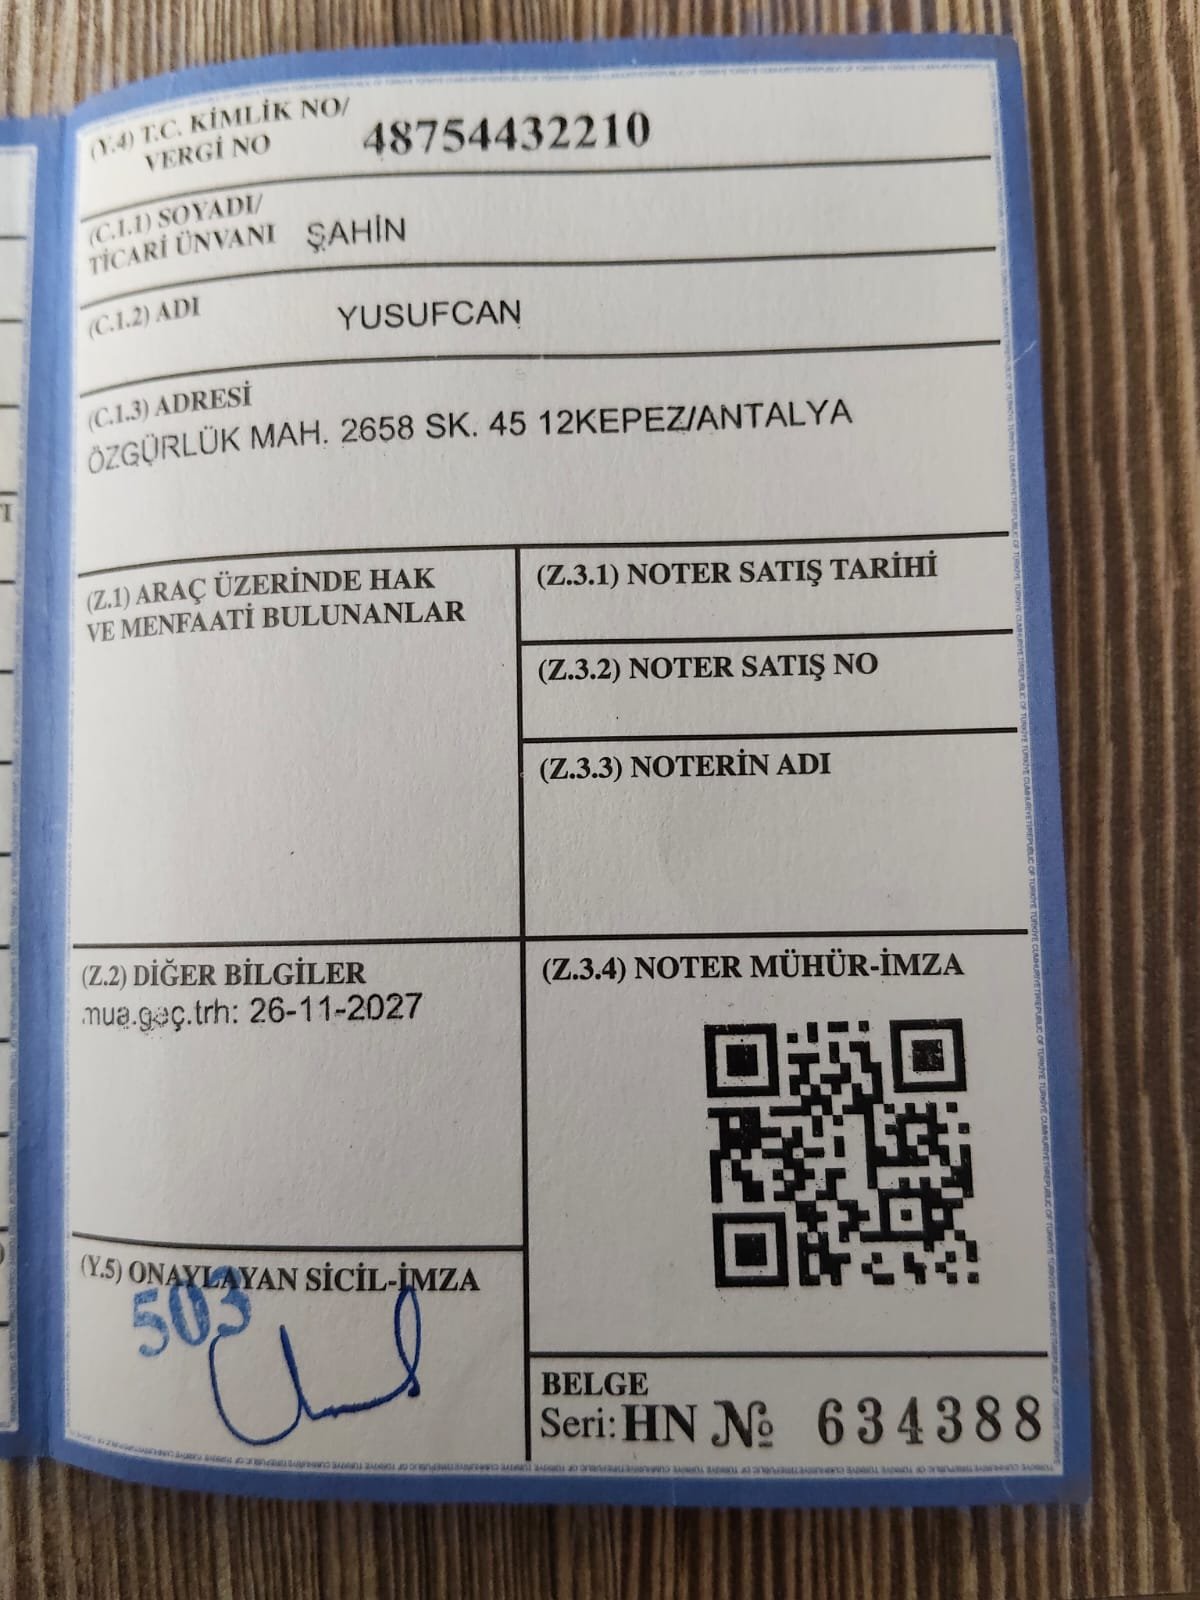 (Y.4) T.C. KİMLİK NO/
VERGİ NO
48754432210
(C.1.1) SOYADI/
TİCARİ ÜNVANI
ŞAHİN
(C.1.2) ADI
YUSUFCAN
(C.1.3) ADRESİ
ÖZGÜRLÜK MAH. 2658 SK. 45 12KEPEZ/ANTALYA
(Z.1) ARAÇ ÜZERİNDE HAK
VE MENFAATİ BULUNANLAR
(Z.3.1) NOTER SATIŞ TARİHİ
(Z.3.2) NOTER SATIŞ NO
(Z.3.3) NOTERİN ADI
(Z.2) DİĞER BİLGİLER
mua.geç.trh: 26-11-2027
(Z.3.4) NOTER MÜHÜR-İMZA
(Y.5) ONAYLAYAN SİCİL-İMZA
503
BELGE
Seri: HN № 634388